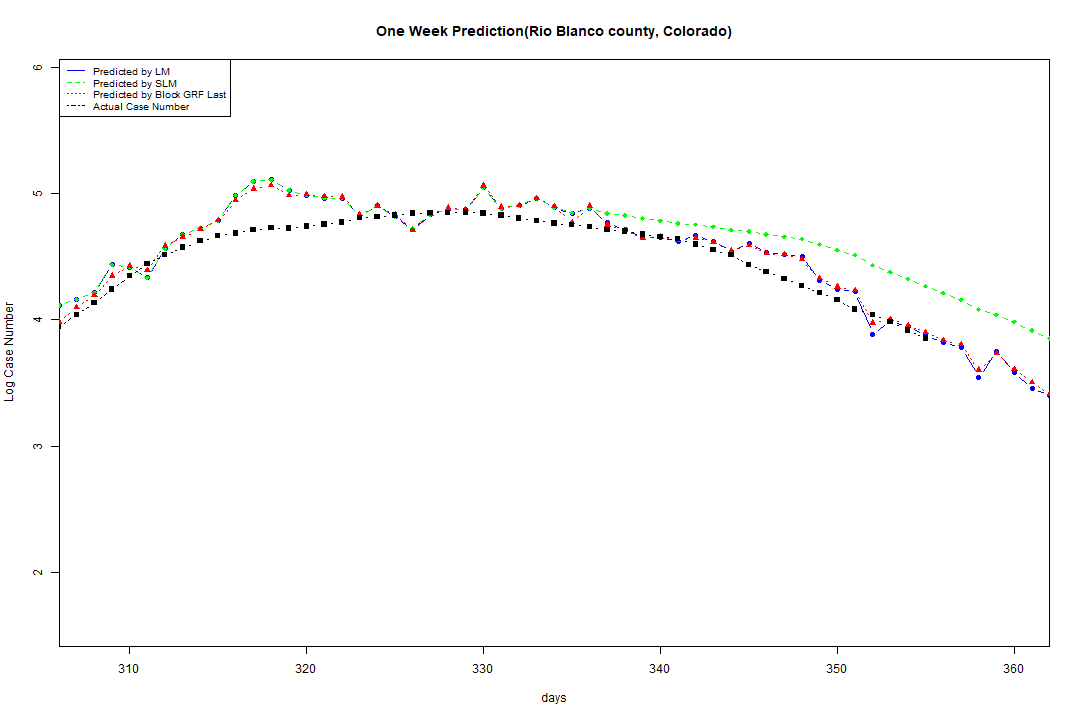 One Week Prediction(Rio Blanco county, Colorado)
Predicted by LM
Predicted by SLM
Predicted by Block GRF Last
Actual Case Number
6
5
4
3
2
Log Case Number
310 320 330 340 350 360
days